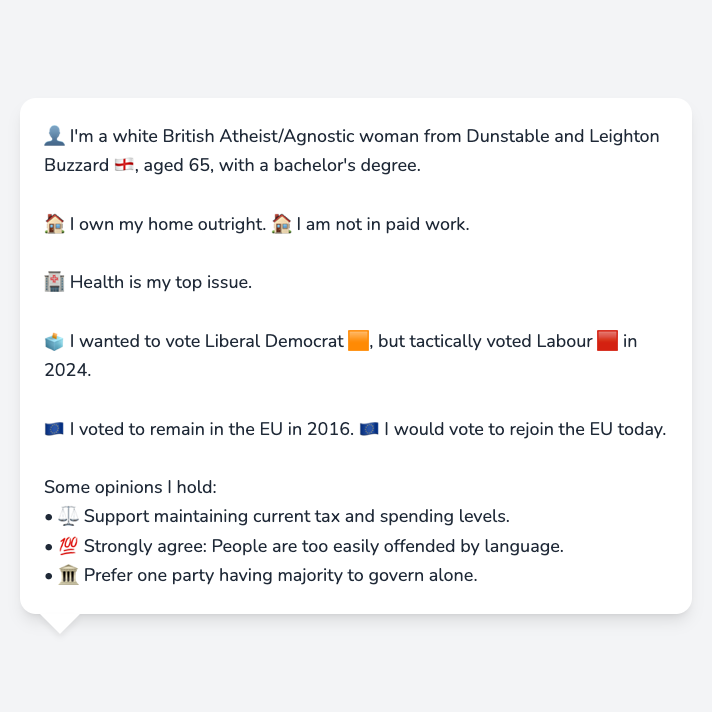 👤 I'm a white British Atheist/Agnostic woman from Dunstable and Leighton
Buzzard 🏴󠁧󠁢󠁥󠁮󠁧󠁿, aged 65, with a bachelor's degree.
🏠 I own my home outright. 🏠 I am not in paid work.
🏥 Health is my top issue.
🗳️ I wanted to vote Liberal Democrat 🟧, but tactically voted Labour 🟥 in
2024.
🇪🇺 I voted to remain in the EU in 2016. 🇪🇺 I would vote to rejoin the EU today.
Some opinions I hold:
• ⚖️ Support maintaining current tax and spending levels.
• 💯 Strongly agree: People are too easily offended by language.
• 🏛️ Prefer one party having majority to govern alone.